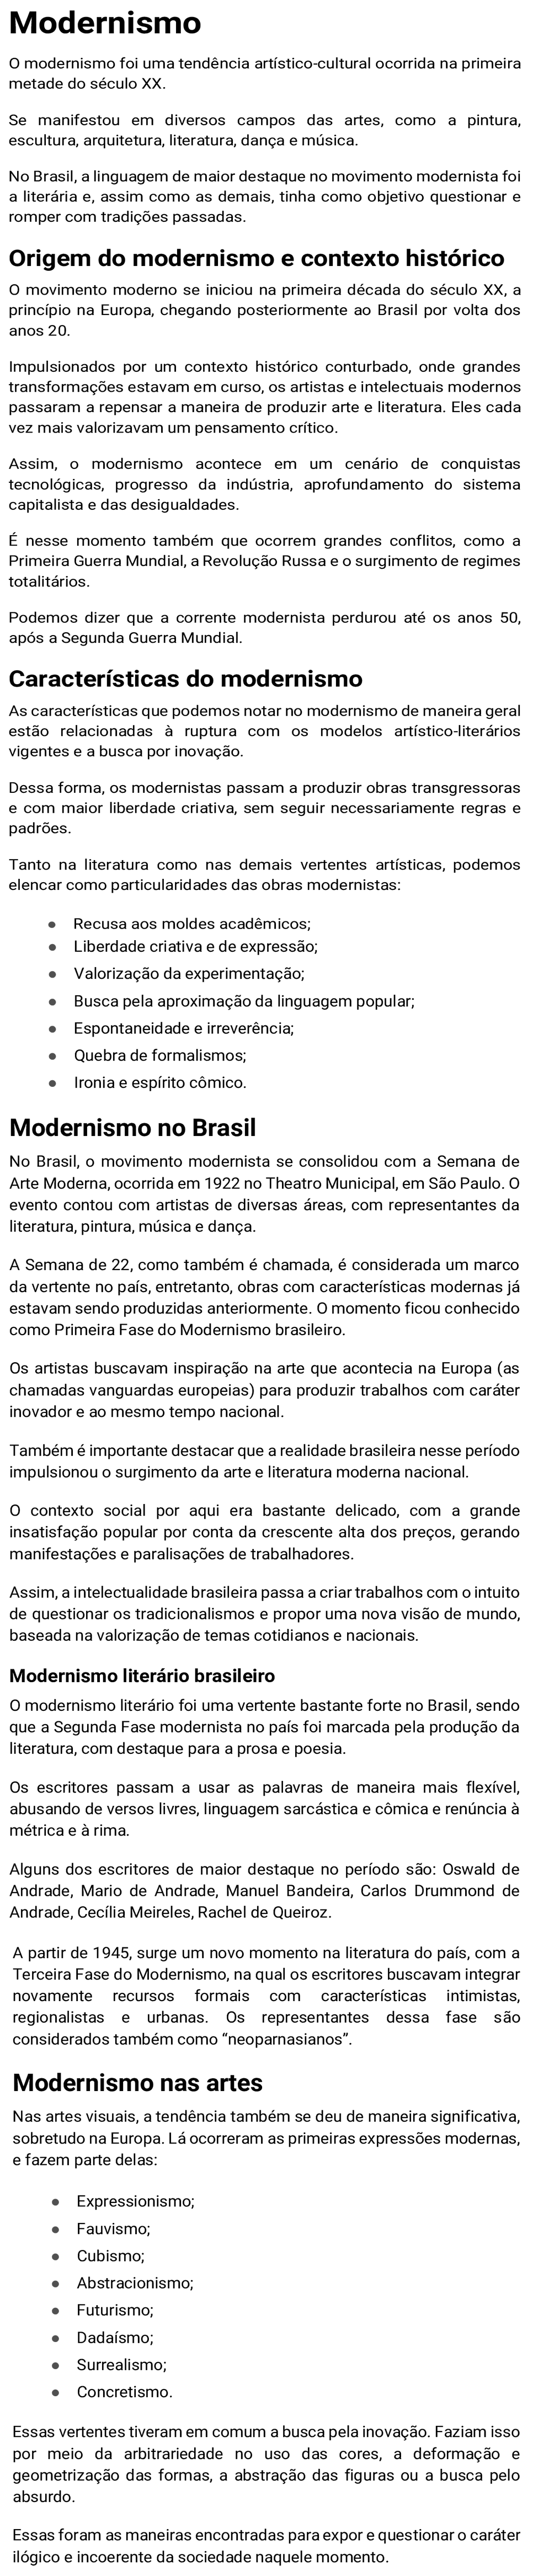 Modernismo
O modernismo foi uma tendência artístico-cultural ocorrida na primeira
metade do século XX.
Se manifestou em diversos campos das artes, como a pintura,
escultura, arquitetura, literatura, dança e música.
No Brasil, a linguagem de maior destaque no movimento modernista foi
a literária e, assim como as demais, tinha como objetivo questionar e
romper com tradições passadas.
Origem do modernismo e contexto histórico
O movimento moderno se iniciou na primeira década do século XX, a
princípio na Europa, chegando posteriormente ao Brasil por volta dos
anos 20.
Impulsionados por um contexto histórico conturbado, onde grandes
transformações estavam em curso, os artistas e intelectuais modernos
passaram a repensar a maneira de produzir arte e literatura. Eles cada
vez mais valorizavam um pensamento crítico.
Assim, o modernismo acontece em um cenário de conquistas
tecnológicas, progresso da indústria, aprofundamento do sistema
capitalista e das desigualdades.
É nesse momento também que ocorrem grandes conflitos, como a
Primeira Guerra Mundial, a Revolução Russa e o surgimento de regimes
totalitários.
Podemos dizer que a corrente modernista perdurou até os anos 50,
após a Segunda Guerra Mundial.
Características do modernismo
As características que podemos notar no modernismo de maneira geral
estão relacionadas à ruptura com os modelos artístico-literários
vigentes e a busca por inovação.
Dessa forma, os modernistas passam a produzir obras transgressoras
e com maior liberdade criativa, sem seguir necessariamente regras e
padrões.
Tanto na literatura como nas demais vertentes artísticas, podemos
elencar como particularidades das obras modernistas:
● Recusa aos moldes acadêmicos;
● Liberdade criativa e de expressão;
● Valorização da experimentação;
● Busca pela aproximação da linguagem popular;
● Espontaneidade e irreverência;
● Quebra de formalismos;
● Ironia e espírito cômico.
Modernismo no Brasil
No Brasil, o movimento modernista se consolidou com a Semana de
Arte Moderna, ocorrida em 1922 no Theatro Municipal, em São Paulo. O
evento contou com artistas de diversas áreas, com representantes da
literatura, pintura, música e dança.
A Semana de 22, como também é chamada, é considerada um marco
da vertente no país, entretanto, obras com características modernas já
estavam sendo produzidas anteriormente. O momento ficou conhecido
como Primeira Fase do Modernismo brasileiro.
Os artistas buscavam inspiração na arte que acontecia na Europa (as
chamadas vanguardas europeias) para produzir trabalhos com caráter
inovador e ao mesmo tempo nacional.
Também é importante destacar que a realidade brasileira nesse período
impulsionou o surgimento da arte e literatura moderna nacional.
O contexto social por aqui era bastante delicado, com a grande
insatisfação popular por conta da crescente alta dos preços, gerando
manifestações e paralisações de trabalhadores.
Assim, a intelectualidade brasileira passa a criar trabalhos com o intuito
de questionar os tradicionalismos e propor uma nova visão de mundo,
baseada na valorização de temas cotidianos e nacionais.
Modernismo literário brasileiro
O modernismo literário foi uma vertente bastante forte no Brasil, sendo
que a Segunda Fase modernista no país foi marcada pela produção da
literatura, com destaque para a prosa e poesia.
Os escritores passam a usar as palavras de maneira mais flexível,
abusando de versos livres, linguagem sarcástica e cômica e renúncia à
métrica e à rima.
Alguns dos escritores de maior destaque no período são: Oswald de
Andrade, Mario de Andrade, Manuel Bandeira, Carlos Drummond de
Andrade, Cecília Meireles, Rachel de Queiroz.
A partir de 1945, surge um novo momento na literatura do país, com a
Terceira Fase do Modernismo, na qual os escritores buscavam integrar
novamente recursos formais com características intimistas,
regionalistas e urbanas. Os representantes dessa fase são
considerados também como “neoparnasianos”.
Modernismo nas artes
Nas artes visuais, a tendência também se deu de maneira significativa,
sobretudo na Europa. Lá ocorreram as primeiras expressões modernas,
e fazem parte delas:
● Expressionismo;
● Fauvismo;
● Cubismo;
● Abstracionismo;
● Futurismo;
● Dadaísmo;
● Surrealismo;
● Concretismo.
Essas vertentes tiveram em comum a busca pela inovação. Faziam isso
por meio da arbitrariedade no uso das cores, a deformação e
geometrização das formas, a abstração das figuras ou a busca pelo
absurdo.
Essas foram as maneiras encontradas para expor e questionar o caráter
ilógico e incoerente da sociedade naquele momento.